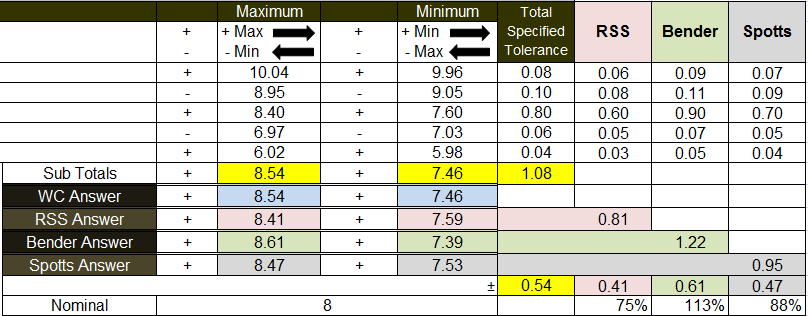 Maximum Minimum Total Specified Tolerance RSS Bender Spotts
+ + Max + + Min
- - Min - - Max
+ 10.04 + 9.96 0.08 0.06 0.09 0.07
- 8.95 - 9.05 0.10 0.08 0.11 0.09
+ 8.40 + 7.60 0.80 0.60 0.90 0.70
- 6.97 - 7.03 0.06 0.05 0.07 0.05
+ 6.02 + 5.98 0.04 0.03 0.05 0.04
Sub Totals + 8.54 + 7.46 1.08
WC Answer + 8.54 + 7.46
RSS Answer + 8.41 + 7.59 0.81
Bender Answer + 8.61 + 7.39 1.22
Spotts Answer + 8.47 + 7.53 0.95
± 0.54 0.41 0.61 0.47
Nominal 8 75% 113% 88%